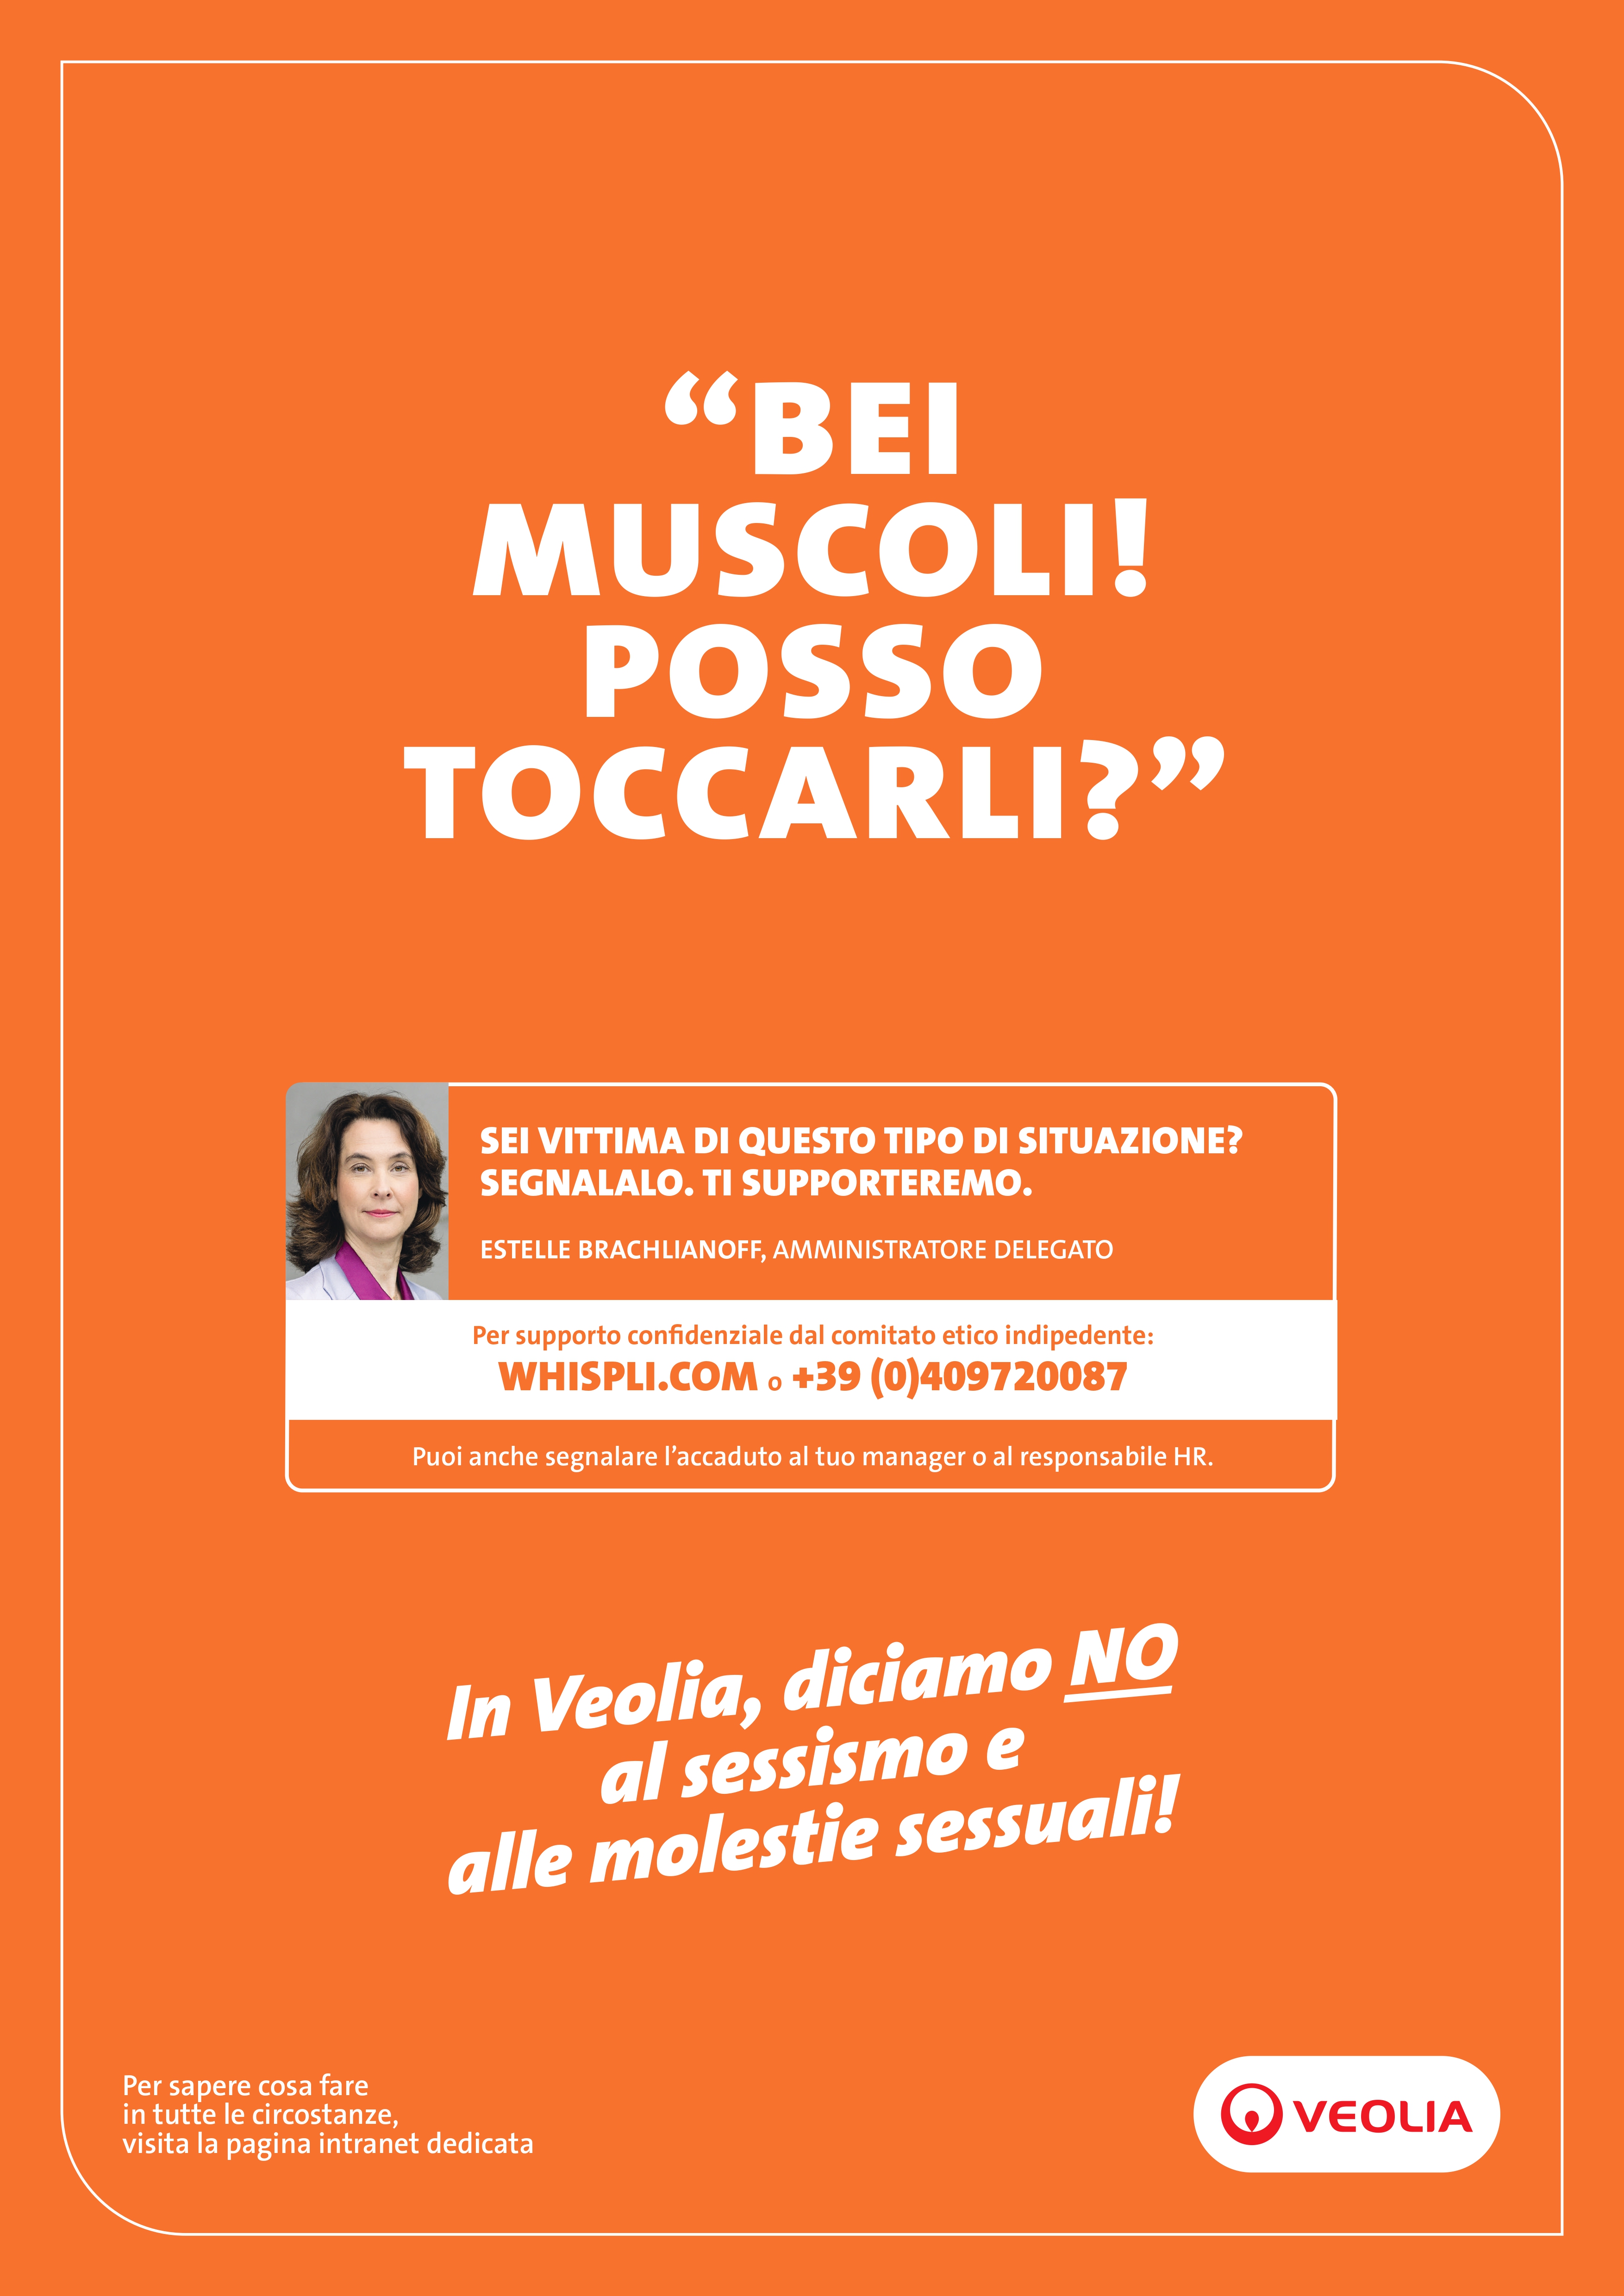 “BEI
MUSCOLI!
POSSO
TOCCARLI?”
SEI VITTIMA DI QUESTO TIPO DI SITUAZIONE?
SEGNALALO. TI SUPPORTEREMO.
ESTELLE BRACHLIANOFF, AMMINISTRATORE DELEGATO
Per supporto confidenziale dal comitato etico indipedente:
WHISPLI.COM o +39 (0)409720087
Puoi anche segnalare l’accaduto al tuo manager o al responsabile HR.
In Veolia, diciamo NO
al sessismo e
alle molestie sessuali!
Per sapere cosa fare
in tutte le circostanze,
visita la pagina intranet dedicata
VEOLIA